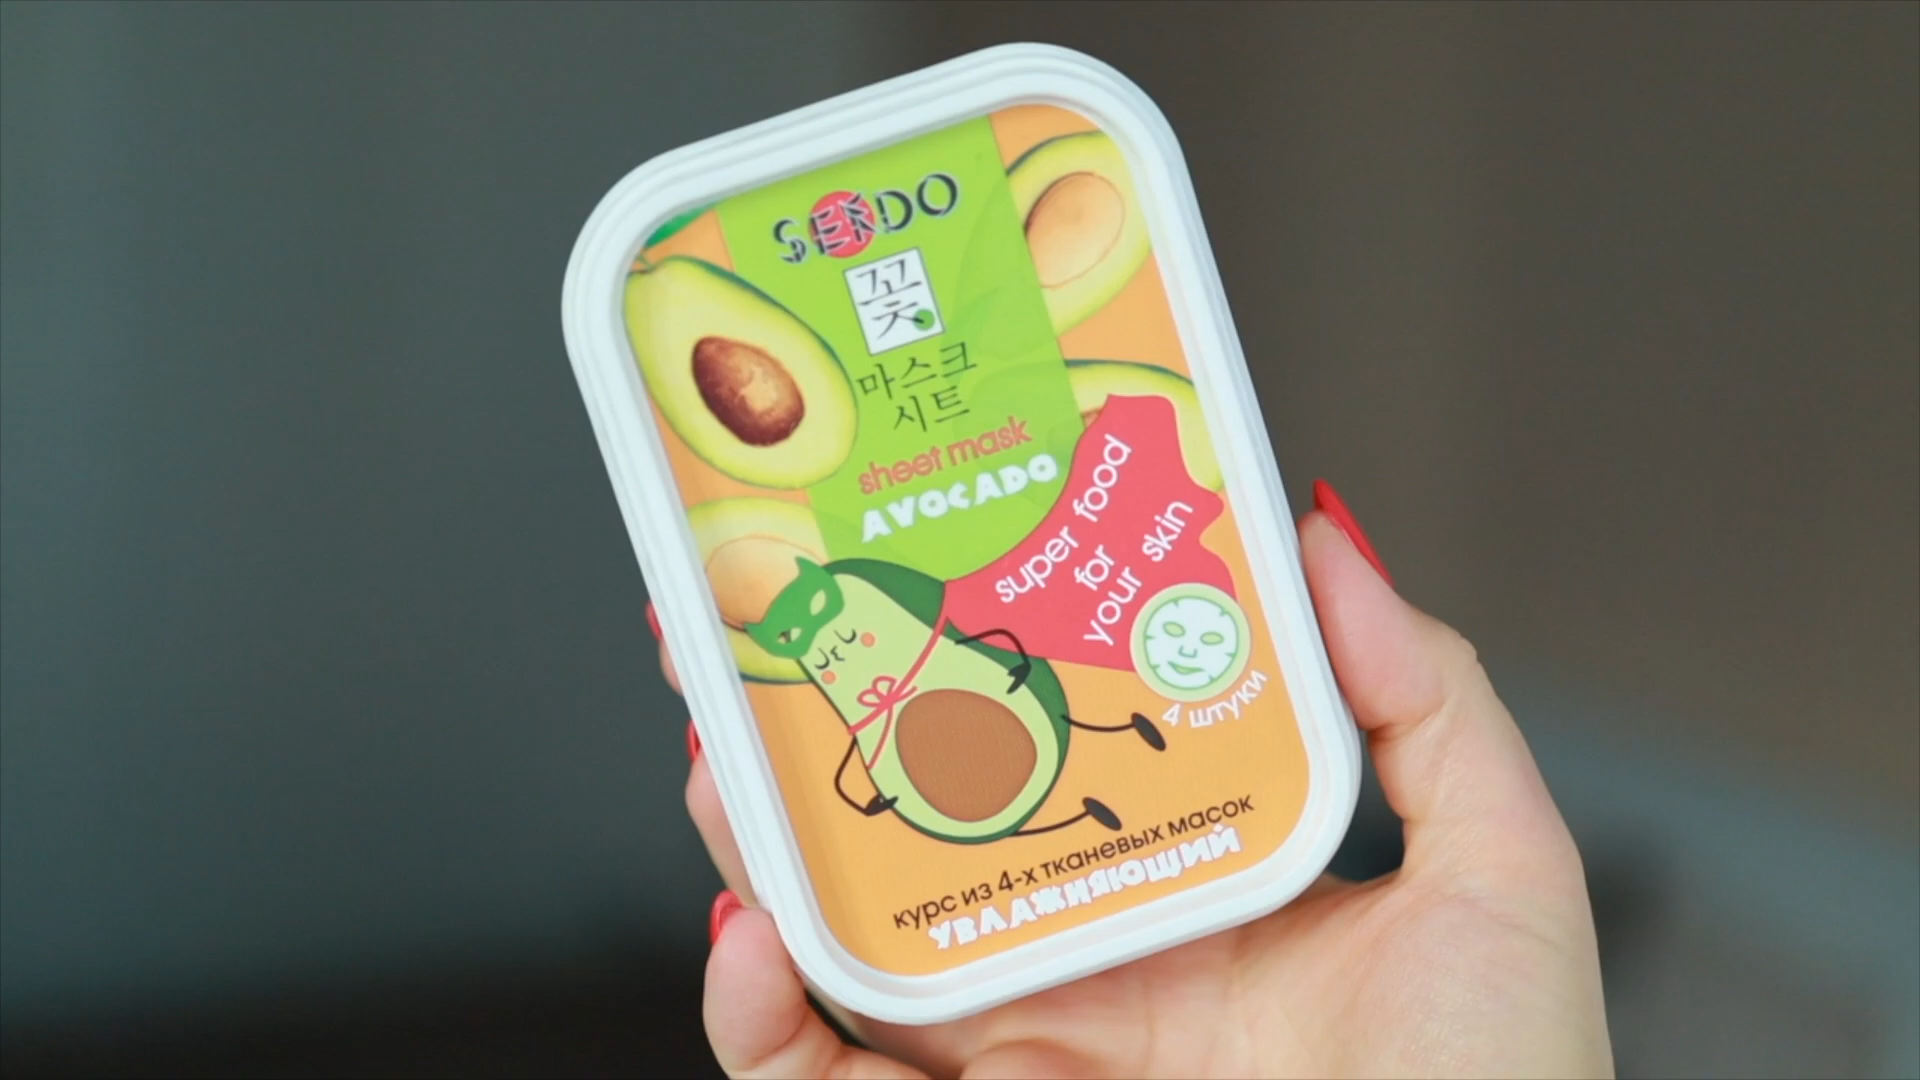 SENDO
꽃
마스크
시트
sheet mask
AVOCADO
super food
for
your skin
4 штуки
курс из 4-х тканевых масок
УВЛАЖНЯЮЩИЙ